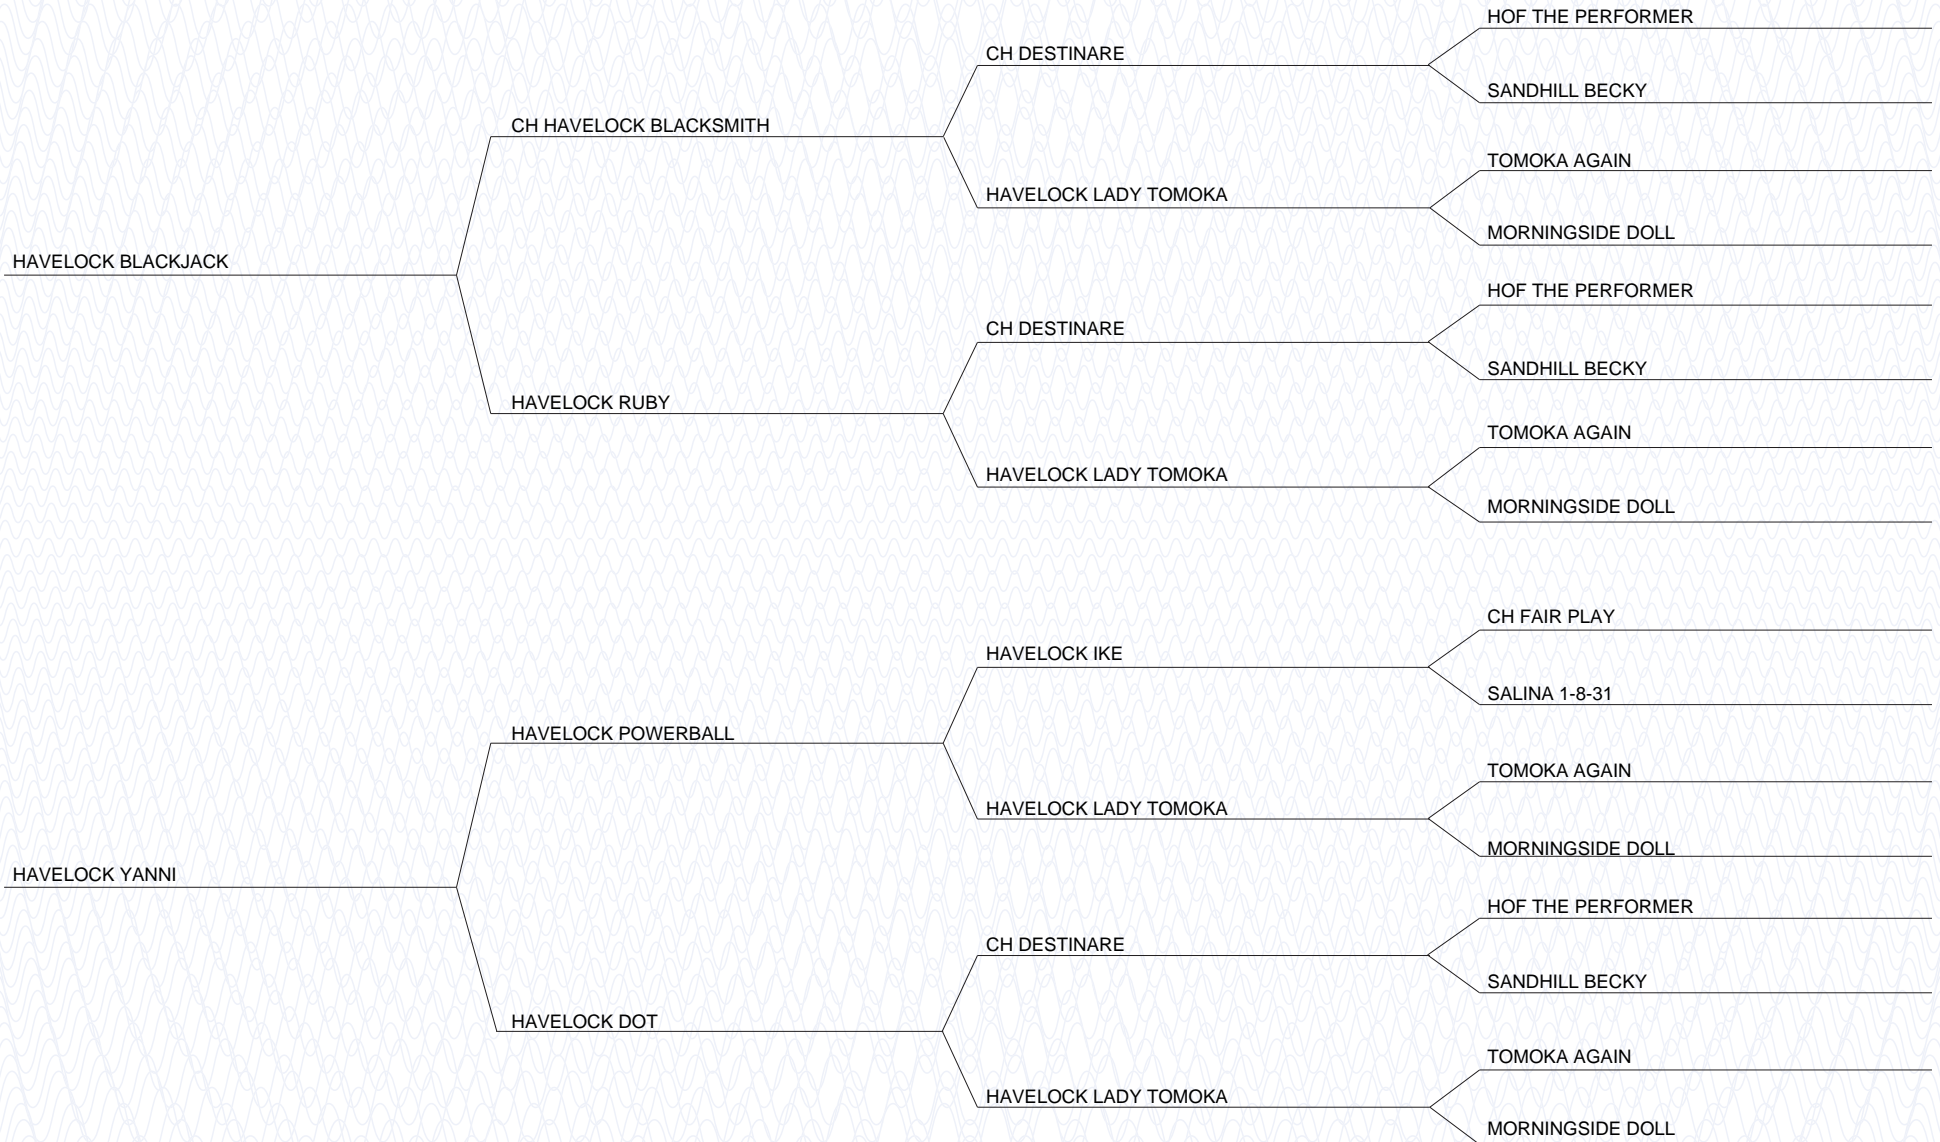 HOF THE PERFORMER
CH DESTINARE
SANDHILL BECKY
CH HAVELOCK BLACKSMITH
TOMOKA AGAIN
HAVELOCK LADY TOMOKA
MORNINGSIDE DOLL
HAVELOCK BLACKJACK
HOF THE PERFORMER
CH DESTINARE
SANDHILL BECKY
HAVELOCK RUBY
TOMOKA AGAIN
HAVELOCK LADY TOMOKA
MORNINGSIDE DOLL
CH FAIR PLAY
HAVELOCK IKE
SALINA 1-8-31
HAVELOCK POWERBALL
TOMOKA AGAIN
HAVELOCK LADY TOMOKA
MORNINGSIDE DOLL
HAVELOCK YANNI
HOF THE PERFORMER
CH DESTINARE
SANDHILL BECKY
HAVELOCK DOT
TOMOKA AGAIN
HAVELOCK LADY TOMOKA
MORNINGSIDE DOLL